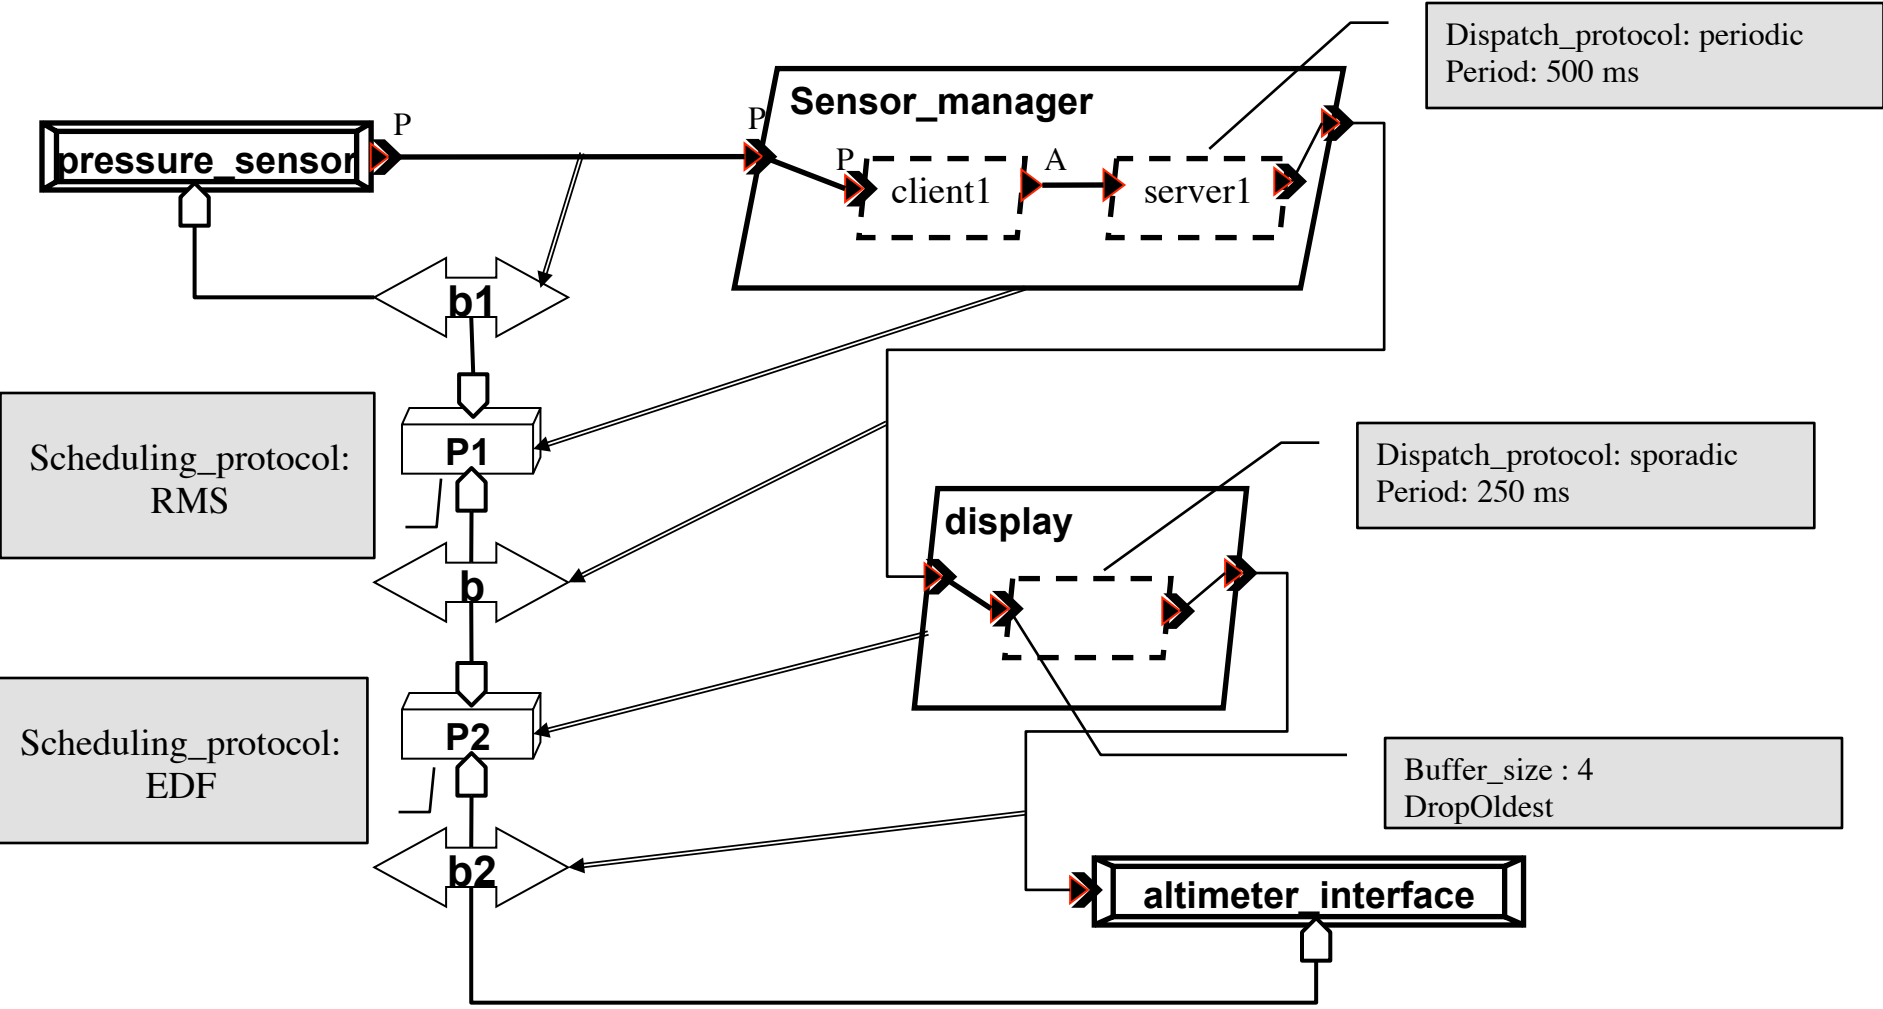 Dispatch_protocol: periodic
Period: 500 ms
Sensor_manager
P
P
pressure_sensor
P
client1
A
server1
b1
Scheduling_protocol:
RMS
P1
Dispatch_protocol: sporadic
Period: 250 ms
display
b
Scheduling_protocol:
EDF
P2
Buffer_size : 4
DropOldest
b2
altimeter_interface